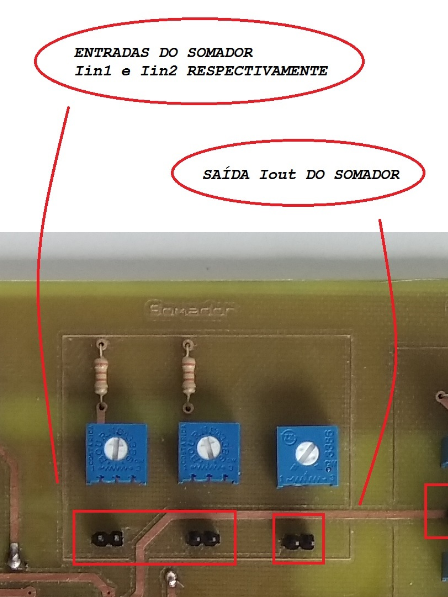 ENTRADAS DO SOMADOR
Iin1 e Iin2 RESPECTIVAMENTE
SAÍDA Iout DO SOMADOR
Somador